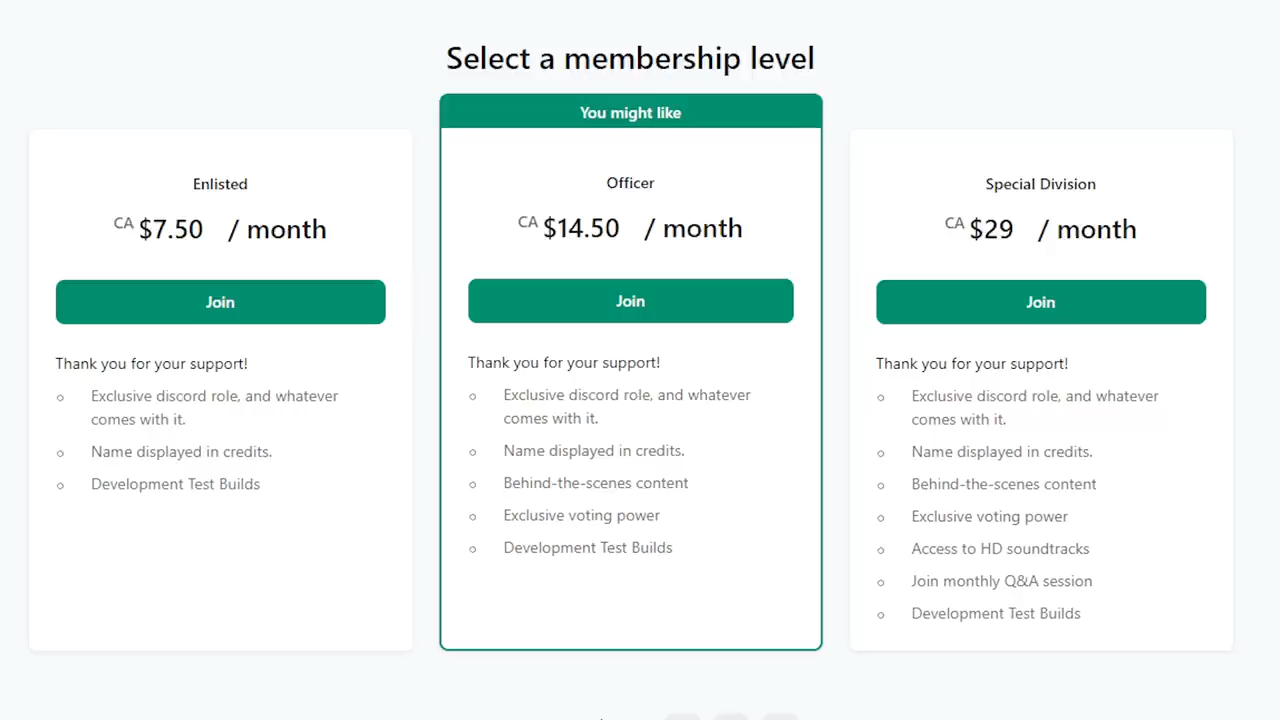 Select a membership level
Enlisted
CA $7.50 / month
Join
Thank you for your support!
Exclusive discord role, and whatever
comes with it.
Name displayed in credits.
Development Test Builds
You might like
Officer
CA $14.50 / month
Join
Thank you for your support!
Exclusive discord role, and whatever
comes with it.
Name displayed in credits.
Behind-the-scenes content
Exclusive voting power
Development Test Builds
Special Division
CA $29 / month
Join
Thank you for your support!
Exclusive discord role, and whatever
comes with it.
Name displayed in credits.
Behind-the-scenes content
Exclusive voting power
Access to HD soundtracks
Join monthly Q&A session
Development Test Builds